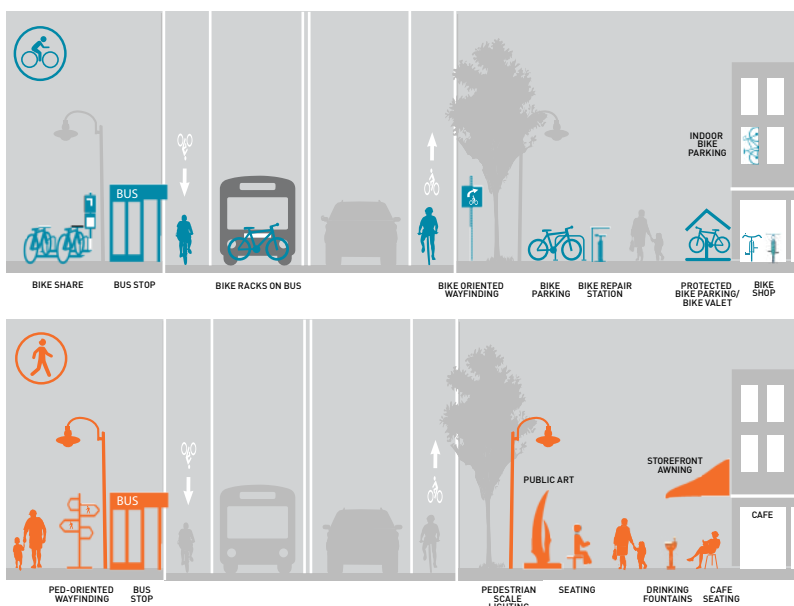 BUS
INDOOR
BIKE
PARKING
BIKE SHARE
BUS STOP
BIKE RACKS ON BUS
BIKE ORIENTED
WAYFINDING
BIKE
PARKING
BIKE REPAIR
STATION
PROTECTED
BIKE PARKING/
BIKE VALET
BIKE
SHOP
BUS
PUBLIC ART
STOREFRONT
AWNING
CAFE
PED-ORIENTED
WAYFINDING
BUS
STOP
PEDESTRIAN
SCALE
LIGHTING
SEATING
DRINKING
FOUNTAINS
CAFE
SEATING